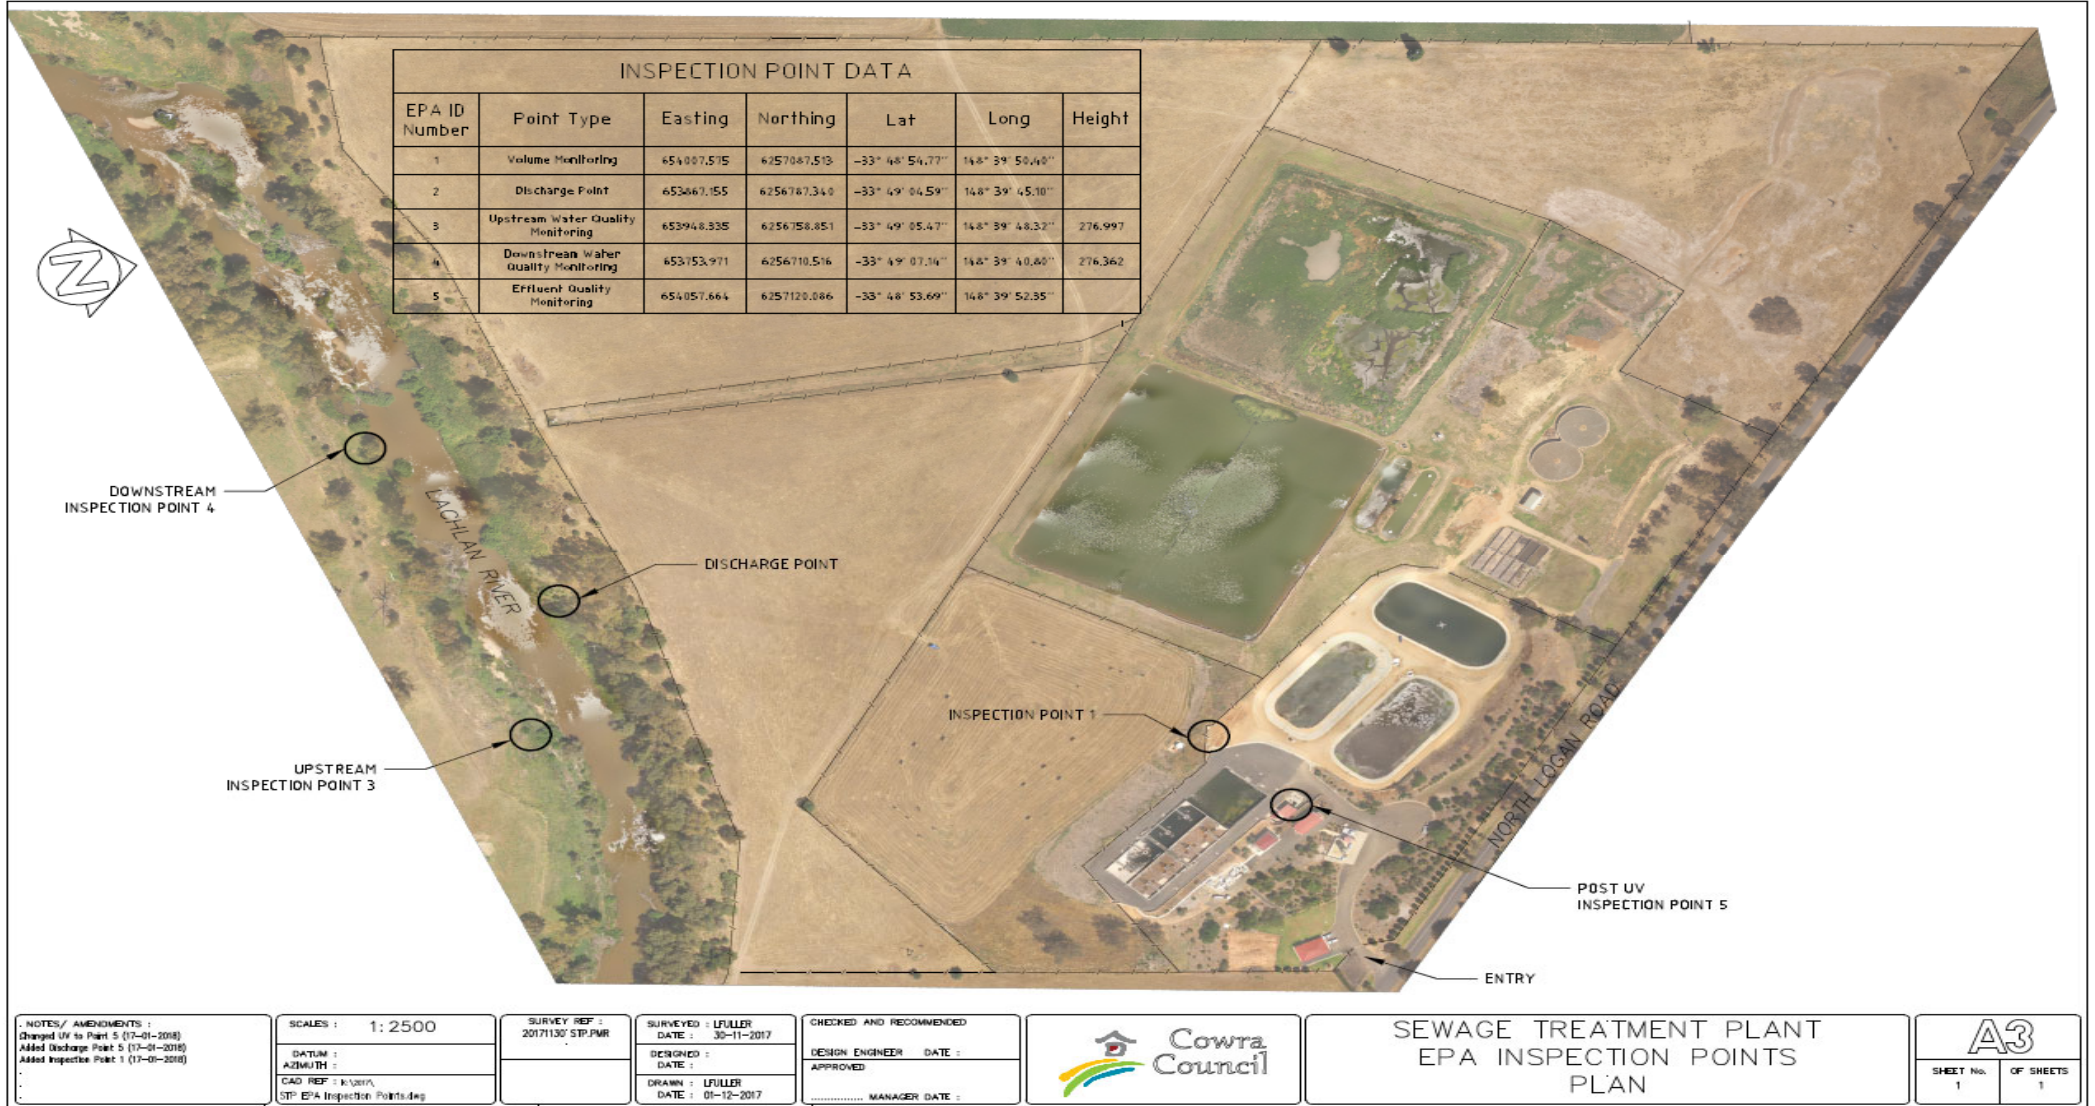 INSPECTION POINT DATA
EPA ID Number Point Type Easting Northing Lat Long Height
1 Volume Monitoring 654007.575 6257087.513 -33° 48' 54.77'' 148° 39' 50.40''
2 Discharge Point 653867.155 6256787.340 -33° 49' 04.59'' 148° 39' 45.10''
3 Upstream Water Quality Monitoring 653948.335 6256758.851 -33° 49' 05.47'' 148° 39' 48.32'' 276.997
4 Downstream Water Quality Monitoring 653753.971 6256710.516 -33° 49' 07.14'' 148° 39' 40.80'' 276.362
5 Effluent Quality Monitoring 654057.664 6257120.086 -33° 48' 53.69'' 148° 39' 52.35''
N
DOWNSTREAM
INSPECTION POINT 4
LACHLAN RIVER
DISCHARGE POINT
UPSTREAM
INSPECTION POINT 3
INSPECTION POINT 1
NORTH LOGAN ROAD
POST UV
INSPECTION POINT 5
ENTRY
NOTES/ AMENDMENTS :
Changed UV to Point 5 (17-01-2018)
Added Discharge Point 5 (17-01-2018)
Added Inspection Point 1 (17-01-2018)
SCALES : 1: 2500
DATUM :
AZIMUTH :
CAD REF : k:\2017\
STP EPA Inspection Points.dwg
SURVEY REF :
20171130 STP.PMR
SURVEYED : LFULLER
DATE : 30-11-2017
DESIGNED :
DATE :
DRAWN : LFULLER
DATE : 01-12-2017
CHECKED AND RECOMMENDED
DESIGN ENGINEER DATE :
APPROVED
................ MANAGER DATE :
Cowra
Council
SEWAGE TREATMENT PLANT
EPA INSPECTION POINTS
PLAN
A3
SHEET No. OF SHEETS
1 1